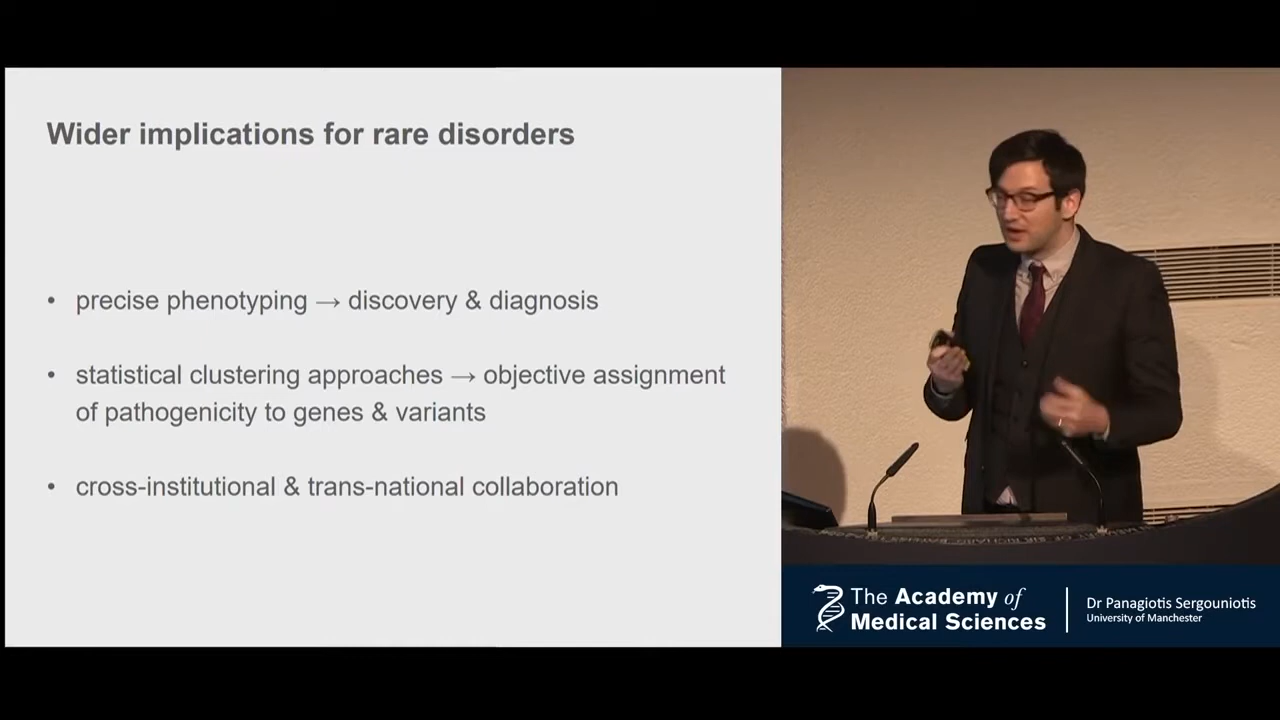 Wider implications for rare disorders
• precise phenotyping → discovery & diagnosis
• statistical clustering approaches → objective assignment
of pathogenicity to genes & variants
• cross-institutional & trans-national collaboration
The Academy of
Medical Sciences
Dr Panagiotis Sergouniotis
University of Manchester